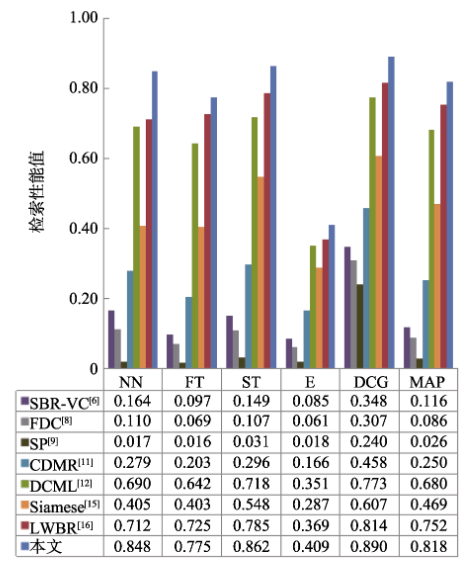 1.00
0.80
0.60
0.40
0.20
0
检索性能值
NN FT ST E DCG MAP
SBR-VC[6] 0.164 0.097 0.149 0.085 0.348 0.116
FDC[8] 0.110 0.069 0.107 0.061 0.307 0.086
SP[9] 0.017 0.016 0.031 0.018 0.240 0.026
CDMR[11] 0.279 0.203 0.296 0.166 0.458 0.250
DCML[12] 0.690 0.642 0.718 0.351 0.773 0.680
Siamese[15] 0.405 0.403 0.548 0.287 0.607 0.469
LWBR[16] 0.712 0.725 0.785 0.369 0.814 0.752
本文 0.848 0.775 0.862 0.409 0.890 0.818